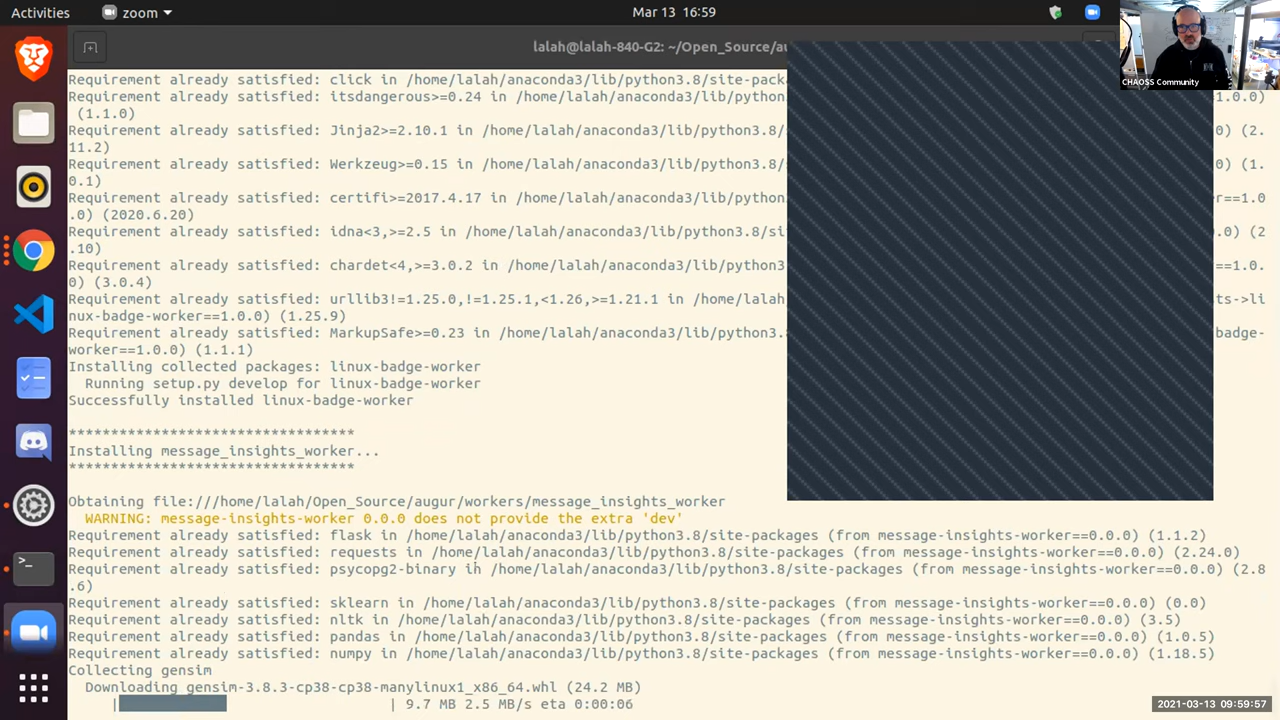 Activities
zoom
Mar 13 16:59
lalah@lalah-840-G2: ~/Open_Source/au
CHAOSS Community
Requirement already satisfied: click in /home/lalah/anaconda3/lib/python3.8/site-pack 1.0.0)
Requirement already satisfied: itsdangerous>=0.24 in /home/lalah/anaconda3/lib/python
(1.1.0)
Requirement already satisfied: Jinja2>=2.10.1 in /home/lalah/anaconda3/lib/python3.8/ 0) (2.
11.2)
Requirement already satisfied: Werkzeug>=0.15 in /home/lalah/anaconda3/lib/python3.8/ 0) (1.
0.1)
Requirement already satisfied: certifi>=2017.4.17 in /home/lalah/anaconda3/lib/python r==1.0
.0) (2020.6.20)
Requirement already satisfied: idna<3,>=2.5 in /home/lalah/anaconda3/lib/python3.8/si 0) (2
.10)
Requirement already satisfied: chardet<4,>=3.0.2 in /home/lalah/anaconda3/lib/python3 ==1.0.
0) (3.0.4)
Requirement already satisfied: urllib3!=1.25.0,!=1.25.1,<1.26,>=1.21.1 in /home/lalah ts->li
nux-badge-worker==1.0.0) (1.25.9)
Requirement already satisfied: MarkupSafe>=0.23 in /home/lalah/anaconda3/lib/python3. badge-
worker==1.0.0) (1.1.1)
Installing collected packages: linux-badge-worker
Running setup.py develop for linux-badge-worker
Successfully installed linux-badge-worker
**********************************
Installing message_insights_worker...
**********************************
Obtaining file:///home/lalah/Open_Source/augur/workers/message_insights_worker
WARNING: message-insights-worker 0.0.0 does not provide the extra 'dev'
Requirement already satisfied: flask in /home/lalah/anaconda3/lib/python3.8/site-packages (from message-insights-worker==0.0.0) (1.1.2)
Requirement already satisfied: requests in /home/lalah/anaconda3/lib/python3.8/site-packages (from message-insights-worker==0.0.0) (2.24.0)
Requirement already satisfied: psycopg2-binary in /home/lalah/anaconda3/lib/python3.8/site-packages (from message-insights-worker==0.0.0) (2.8
.6)
Requirement already satisfied: sklearn in /home/lalah/anaconda3/lib/python3.8/site-packages (from message-insights-worker==0.0.0) (0.0)
Requirement already satisfied: nltk in /home/lalah/anaconda3/lib/python3.8/site-packages (from message-insights-worker==0.0.0) (3.5)
Requirement already satisfied: pandas in /home/lalah/anaconda3/lib/python3.8/site-packages (from message-insights-worker==0.0.0) (1.0.5)
Requirement already satisfied: numpy in /home/lalah/anaconda3/lib/python3.8/site-packages (from message-insights-worker==0.0.0) (1.18.5)
Collecting gensim
Downloading gensim-3.8.3-cp38-cp38-manylinux1_x86_64.whl (24.2 MB)
| | 9.7 MB 2.5 MB/s eta 0:00:06
2021-03-13 09:59:57